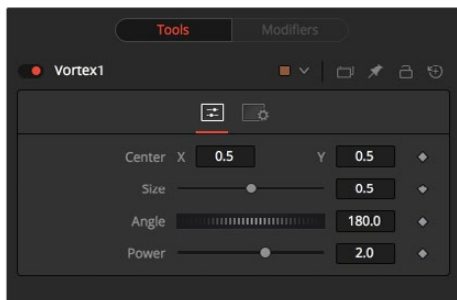 Tools Modifiers
Vortex1
Center X 0.5 Y 0.5
Size 0.5
Angle 180.0
Power 2.0